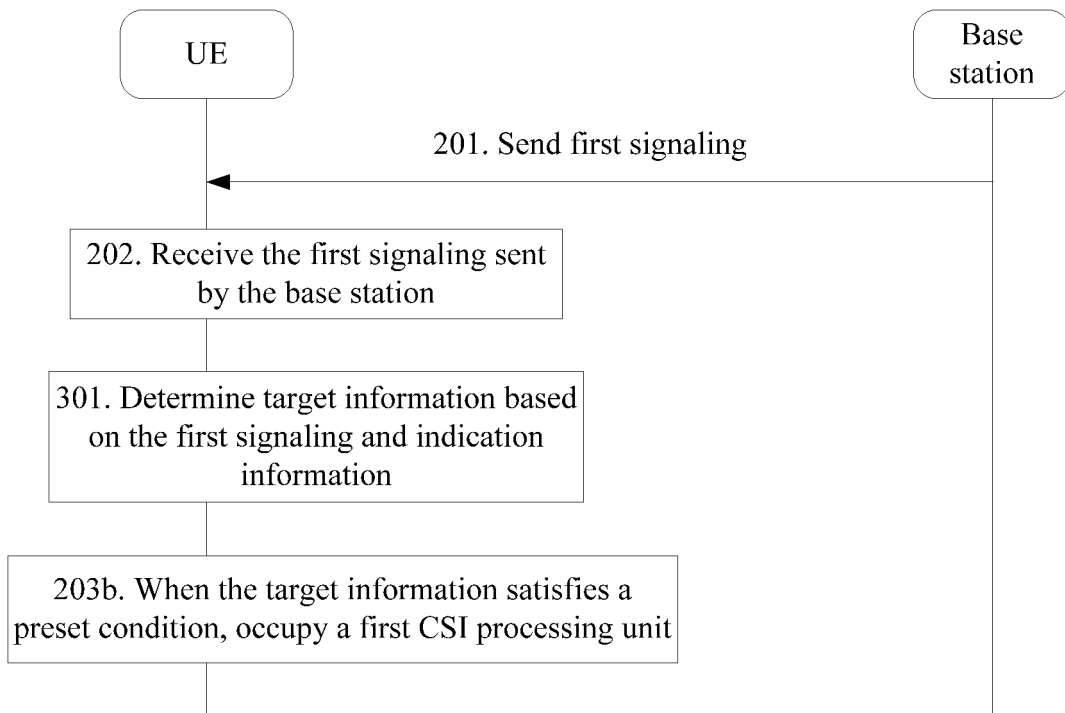 UE
Base
station
201. Send first signaling
202. Receive the first signaling sent
by the base station
301. Determine target information based
on the first signaling and indication
information
203b. When the target information satisfies a
preset condition, occupy a first CSI processing unit